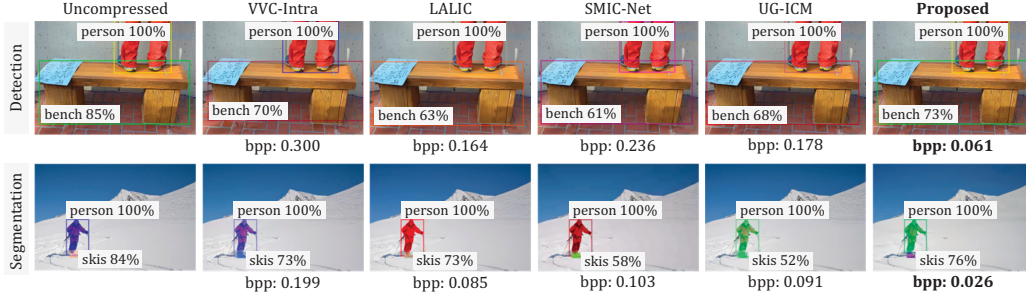 Uncompressed VVC-Intra LALIC SMIC-Net UG-ICM Proposed
Detection
person 100% person 100% person 100% person 100% person 100% person 100%
bench 85% bench 70% bench 63% bench 61% bench 68% bench 73%
bpp: 0.300 bpp: 0.164 bpp: 0.236 bpp: 0.178 bpp: 0.061
Segmentation
person 100% person 100% person 100% person 100% person 100% person 100%
skis 84% skis 73% skis 73% skis 58% skis 52% skis 76%
bpp: 0.199 bpp: 0.085 bpp: 0.103 bpp: 0.091 bpp: 0.026